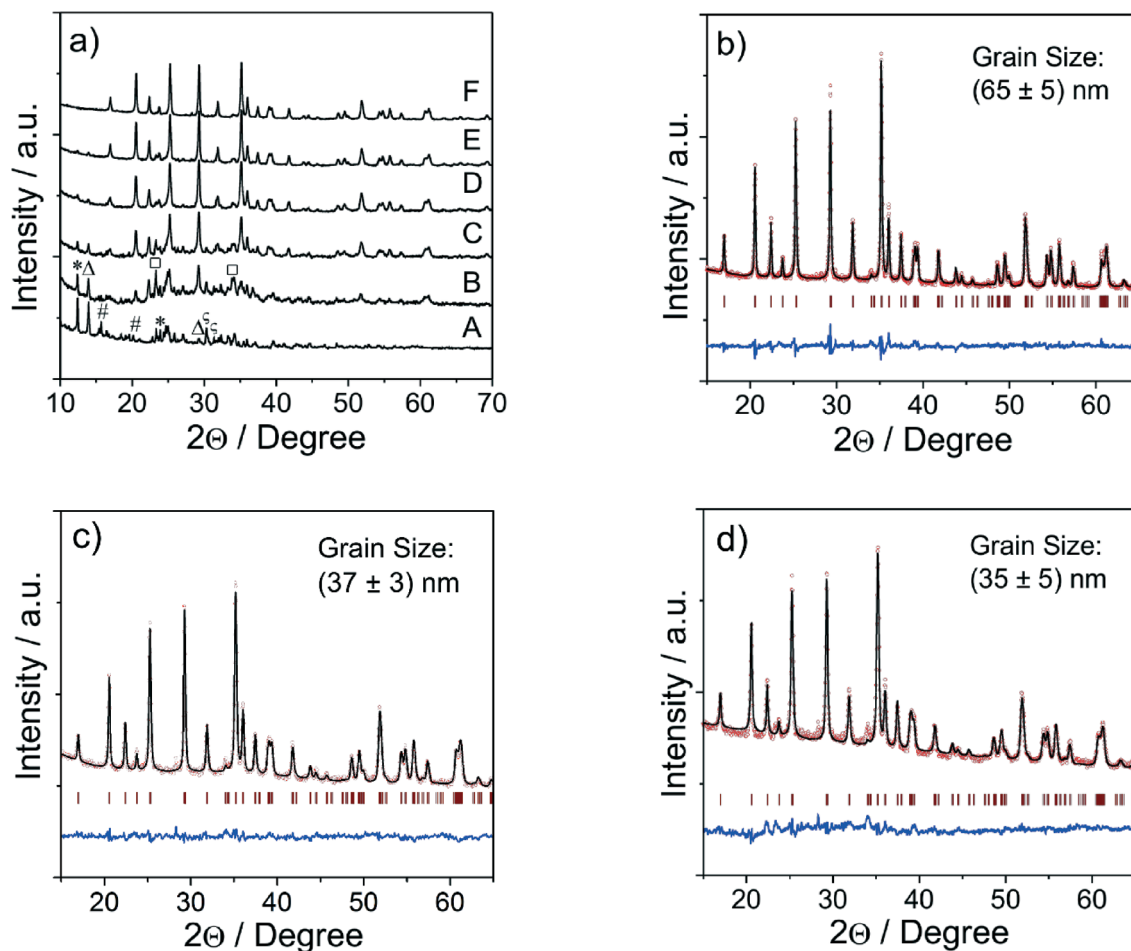 a)
Intensity / a.u.
F
E
D
C
* Δ □ □
B
# # * Δ ς ς
A
10 20 30 40 50 60 70
2Θ / Degree
b)
Grain Size:
(65 ± 5) nm
Intensity / a.u.
20 30 40 50 60
2Θ / Degree
c)
Grain Size:
(37 ± 3) nm
Intensity / a.u.
20 30 40 50 60
2Θ / Degree
d)
Grain Size:
(35 ± 5) nm
Intensity / a.u.
20 30 40 50 60
2Θ / Degree